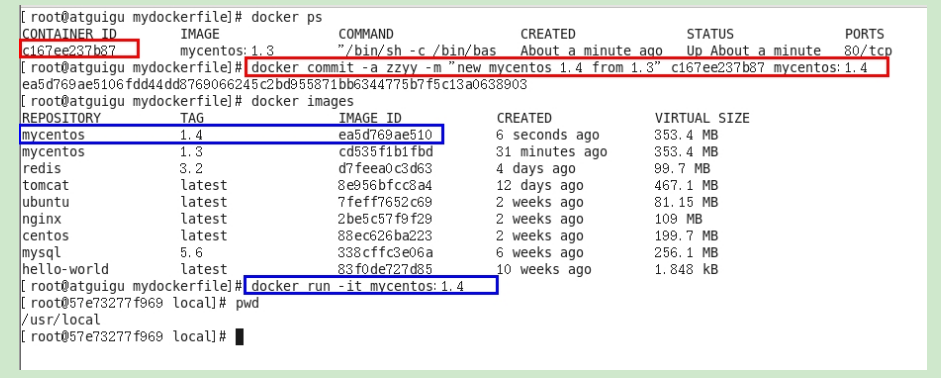 [root@atguigu mydockerfile]# docker ps
CONTAINER ID IMAGE COMMAND CREATED STATUS PORTS
c167ee237b87 mycentos:1.3 "/bin/sh -c /bin/bas About a minute ago Up About a minute 80/tcp
[root@atguigu mydockerfile]# docker commit -a zzyy -m "new mycentos 1.4 from 1.3" c167ee237b87 mycentos:1.4
ea5d769ae5106fdd44dd8769066245c2bd955871bb6344775b7f5c13a0638903
[root@atguigu mydockerfile]# docker images
REPOSITORY TAG IMAGE ID CREATED VIRTUAL SIZE
mycentos 1.4 ea5d769ae510 6 seconds ago 353.4 MB
mycentos 1.3 cd535f1b1fbd 31 minutes ago 353.4 MB
redis 3.2 d7feea0c3d63 4 days ago 99.7 MB
tomcat latest 8e956bfcc8a4 12 days ago 467.1 MB
ubuntu latest 7feff7652c69 2 weeks ago 81.15 MB
nginx latest 2be5c57f9f29 2 weeks ago 109 MB
centos latest 88ec626ba223 2 weeks ago 199.7 MB
mysql 5.6 338cffc3e06a 6 weeks ago 256.1 MB
hello-world latest 83f0de727d85 10 weeks ago 1.848 kB
[root@atguigu mydockerfile]# docker run -it mycentos:1.4
[root@57e73277f969 local]# pwd
/usr/local
[root@57e73277f969 local]#